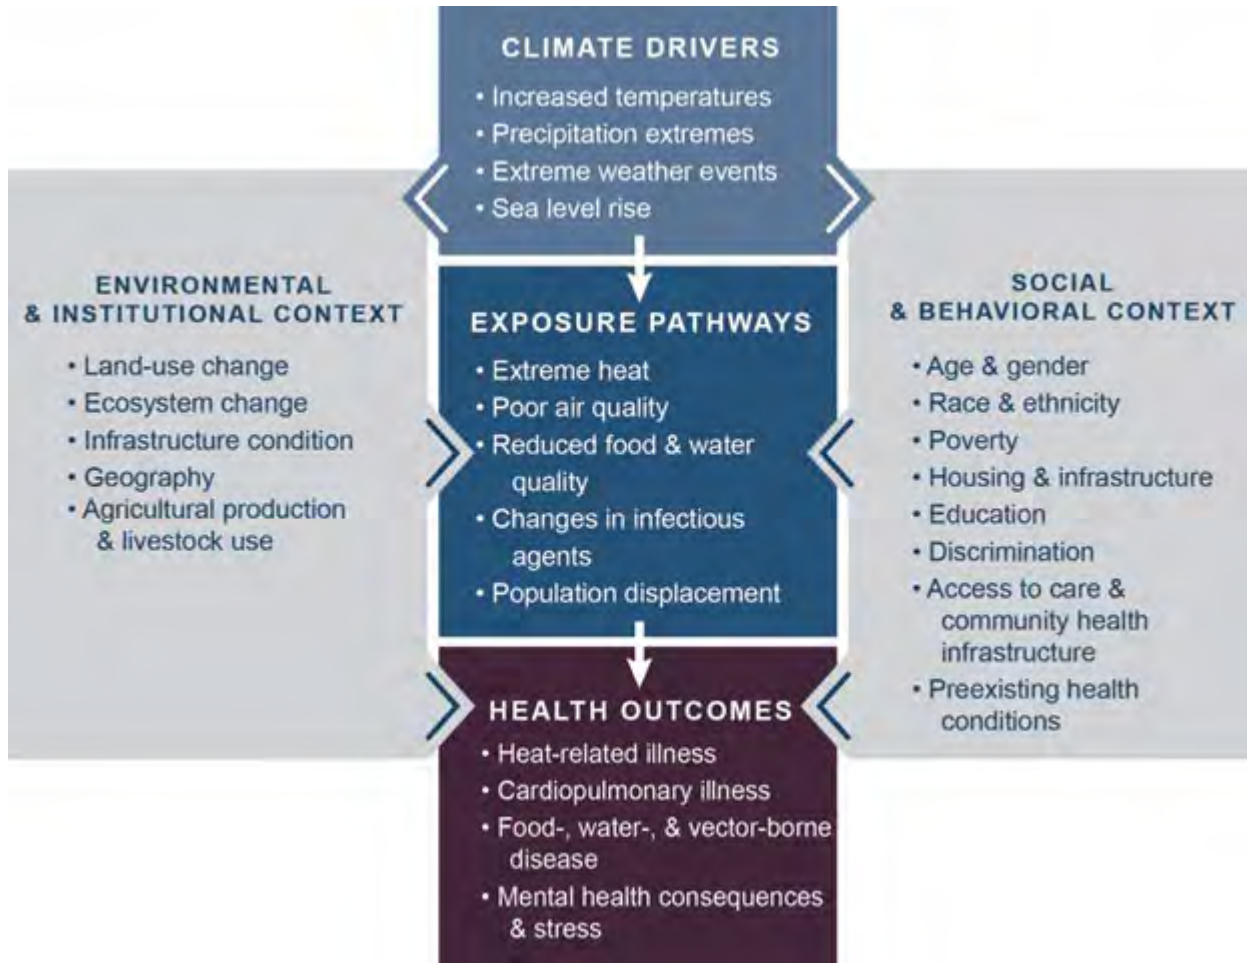 CLIMATE DRIVERS
• Increased temperatures
• Precipitation extremes
• Extreme weather events
• Sea level rise
ENVIRONMENTAL
& INSTITUTIONAL CONTEXT
• Land-use change
• Ecosystem change
• Infrastructure condition
• Geography
• Agricultural production
& livestock use
EXPOSURE PATHWAYS
• Extreme heat
• Poor air quality
• Reduced food & water
quality
• Changes in infectious
agents
• Population displacement
SOCIAL
& BEHAVIORAL CONTEXT
• Age & gender
• Race & ethnicity
• Poverty
• Housing & infrastructure
• Education
• Discrimination
• Access to care &
community health
infrastructure
• Preexisting health
conditions
HEALTH OUTCOMES
• Heat-related illness
• Cardiopulmonary illness
• Food-, water-, & vector-borne
disease
• Mental health consequences
& stress